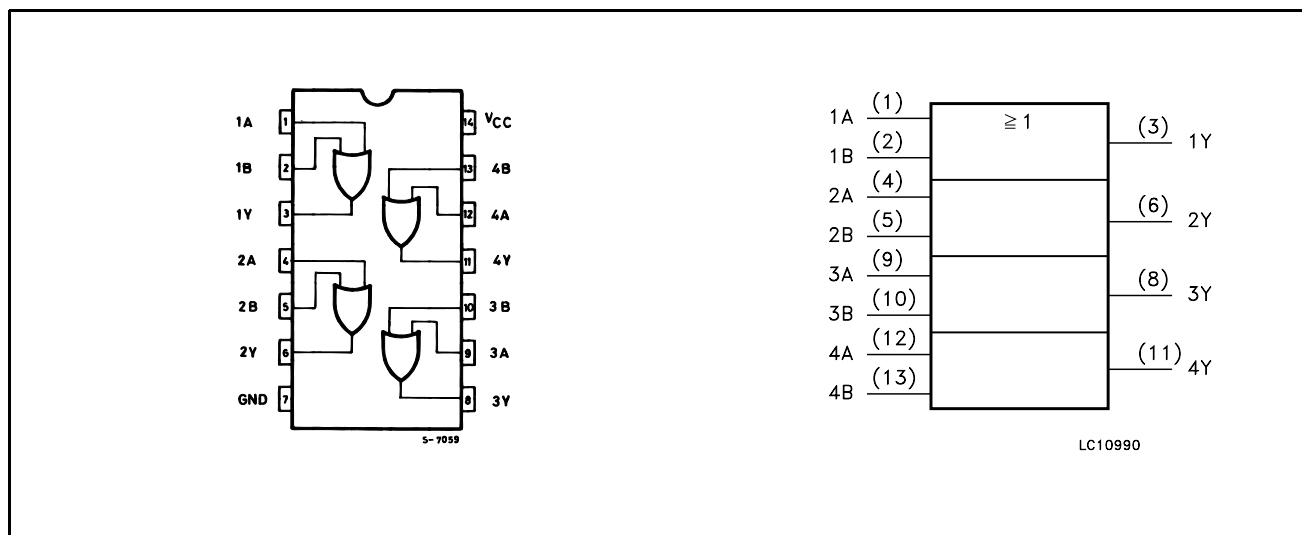 1A 1 14 VCC
1B 2 13 4B
1Y 3 12 4A
2A 4 11 4Y
2B 5 10 3B
2Y 6 9 3A
GND 7 8 3Y
S-7059
1A (1)
1B (2)
2A (4)
2B (5)
3A (9)
3B (10)
4A (12)
4B (13)
≧1
(3) 1Y
(6) 2Y
(8) 3Y
(11) 4Y
LC10990